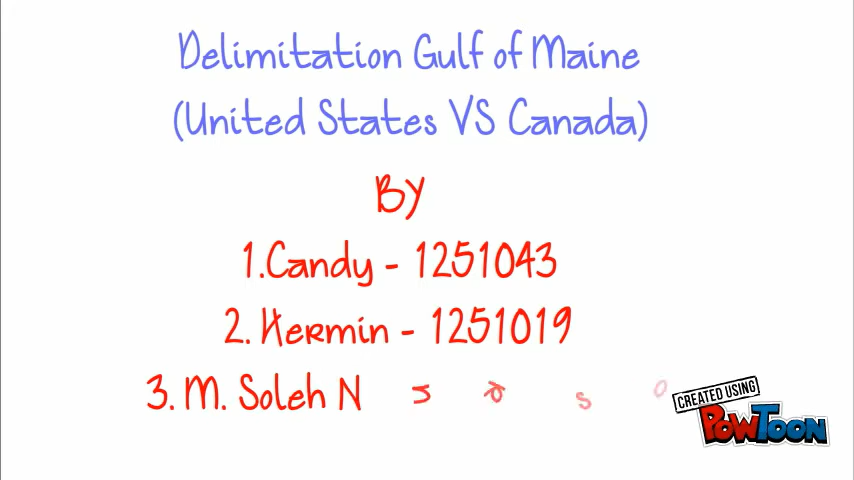 Delimitation Gulf of Maine
(United States VS Canada)
By
1.Candy - 1251043
2. Hermin - 1251019
3. M. Soleh N
CREATED USING
POWTOON